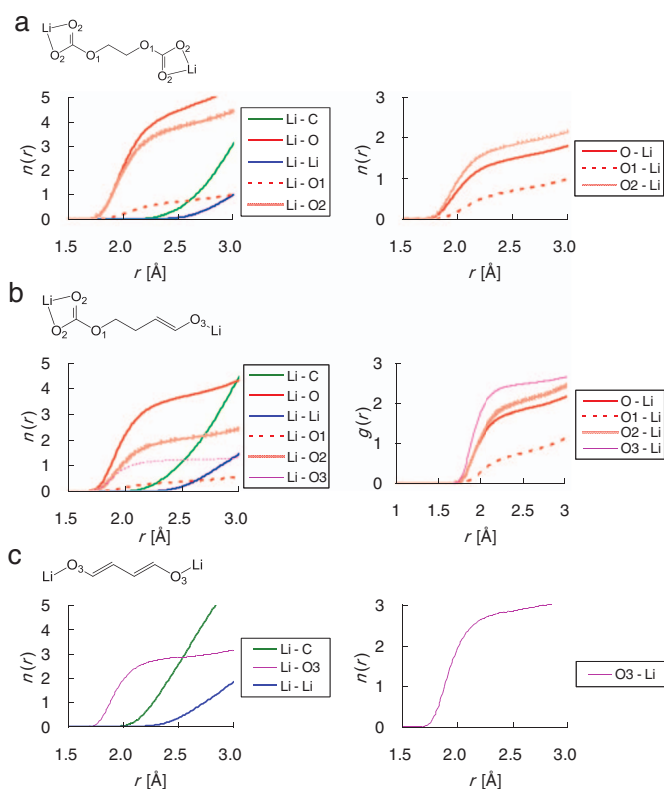 a
Li O2
O2 O1 O1 O2
O2 Li
5
4
3
2
1
0
n(r)
1.5 2.0 2.5 3.0
r [Å]
Li - C
Li - O
Li - Li
Li - O1
Li - O2
3
2
1
0
n(r)
1.5 2.0 2.5 3.0
r [Å]
O - Li
O1 - Li
O2 - Li
b
Li O2
O2 O1 O3 Li
5
4
3
2
1
0
n(r)
1.5 2.0 2.5 3.0
r [Å]
Li - C
Li - O
Li - Li
Li - O1
Li - O2
Li - O3
3
2
1
0
g(r)
1 1.5 2 2.5 3
r [Å]
O - Li
O1 - Li
O2 - Li
O3 - Li
c
Li O3 O3 Li
5
4
3
2
1
0
n(r)
1.5 2.0 2.5 3.0
r [Å]
Li - C
Li - O3
Li - Li
3
2
1
0
n(r)
1.5 2.0 2.5 3.0
r [Å]
O3 - Li